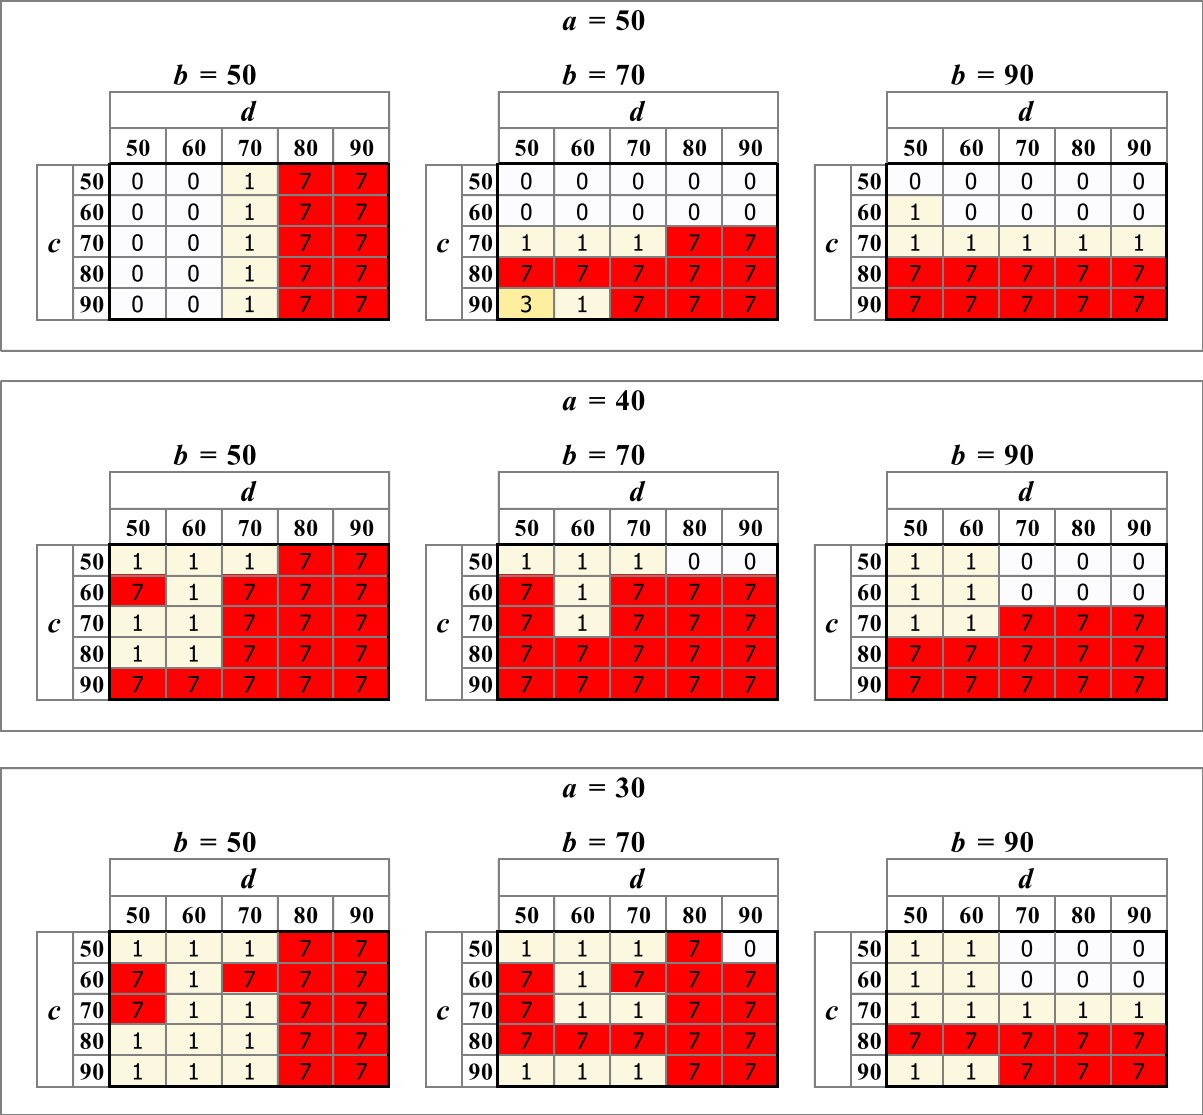 a = 50
b = 50 b = 70 b = 90
d d d
50 60 70 80 90 50 60 70 80 90 50 60 70 80 90
50 0 0 1 7 7 50 0 0 0 0 0 50 0 0 0 0 0
60 0 0 1 7 7 60 0 0 0 0 0 60 1 0 0 0 0
c 70 0 0 1 7 7 c 70 1 1 1 7 7 c 70 1 1 1 1 1
80 0 0 1 7 7 80 7 7 7 7 7 80 7 7 7 7 7
90 0 0 1 7 7 90 3 1 7 7 7 90 7 7 7 7 7
a = 40
b = 50 b = 70 b = 90
d d d
50 60 70 80 90 50 60 70 80 90 50 60 70 80 90
50 1 1 1 7 7 50 1 1 1 0 0 50 1 1 0 0 0
60 7 1 7 7 7 60 7 1 7 7 7 60 1 1 0 0 0
c 70 1 1 7 7 7 c 70 7 1 7 7 7 c 70 1 1 7 7 7
80 1 1 7 7 7 80 7 7 7 7 7 80 7 7 7 7 7
90 7 7 7 7 7 90 7 7 7 7 7 90 7 7 7 7 7
a = 30
b = 50 b = 70 b = 90
d d d
50 60 70 80 90 50 60 70 80 90 50 60 70 80 90
50 1 1 1 7 7 50 1 1 1 7 0 50 1 1 0 0 0
60 7 1 7 7 7 60 7 1 7 7 7 60 1 1 0 0 0
c 70 7 1 1 7 7 c 70 7 1 1 7 7 c 70 1 1 1 1 1
80 1 1 1 7 7 80 7 7 7 7 7 80 7 7 7 7 7
90 1 1 1 7 7 90 1 1 1 7 7 90 1 1 7 7 7